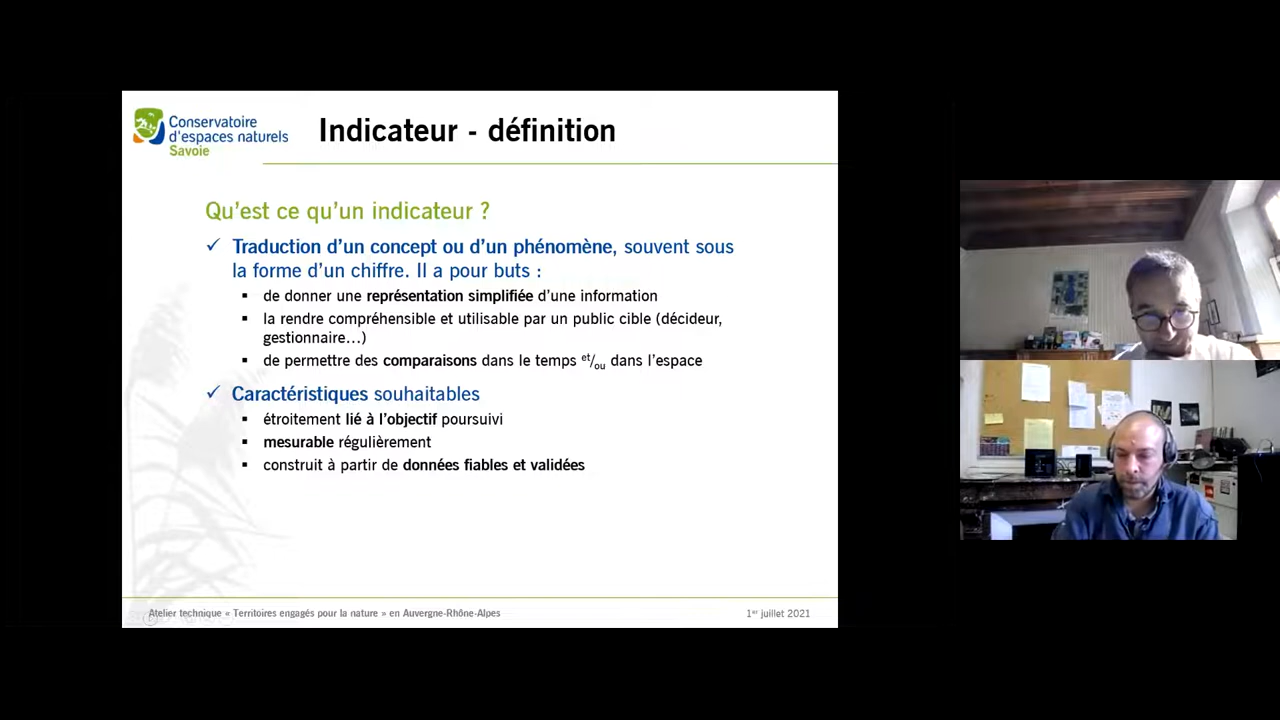 Conservatoire
d'espaces naturels
Savoie
Indicateur - définition
Qu'est ce qu'un indicateur ?
✓ Traduction d'un concept ou d'un phénomène, souvent sous
la forme d'un chiffre. Il a pour buts :
▪ de donner une représentation simplifiée d'une information
▪ la rendre compréhensible et utilisable par un public cible (décideur,
gestionnaire…)
▪ de permettre des comparaisons dans le temps et/ou dans l'espace
✓ Caractéristiques souhaitables
▪ étroitement lié à l'objectif poursuivi
▪ mesurable régulièrement
▪ construit à partir de données fiables et validées
Atelier technique « Territoires engagés pour la nature » en Auvergne-Rhône-Alpes
1er juillet 2021